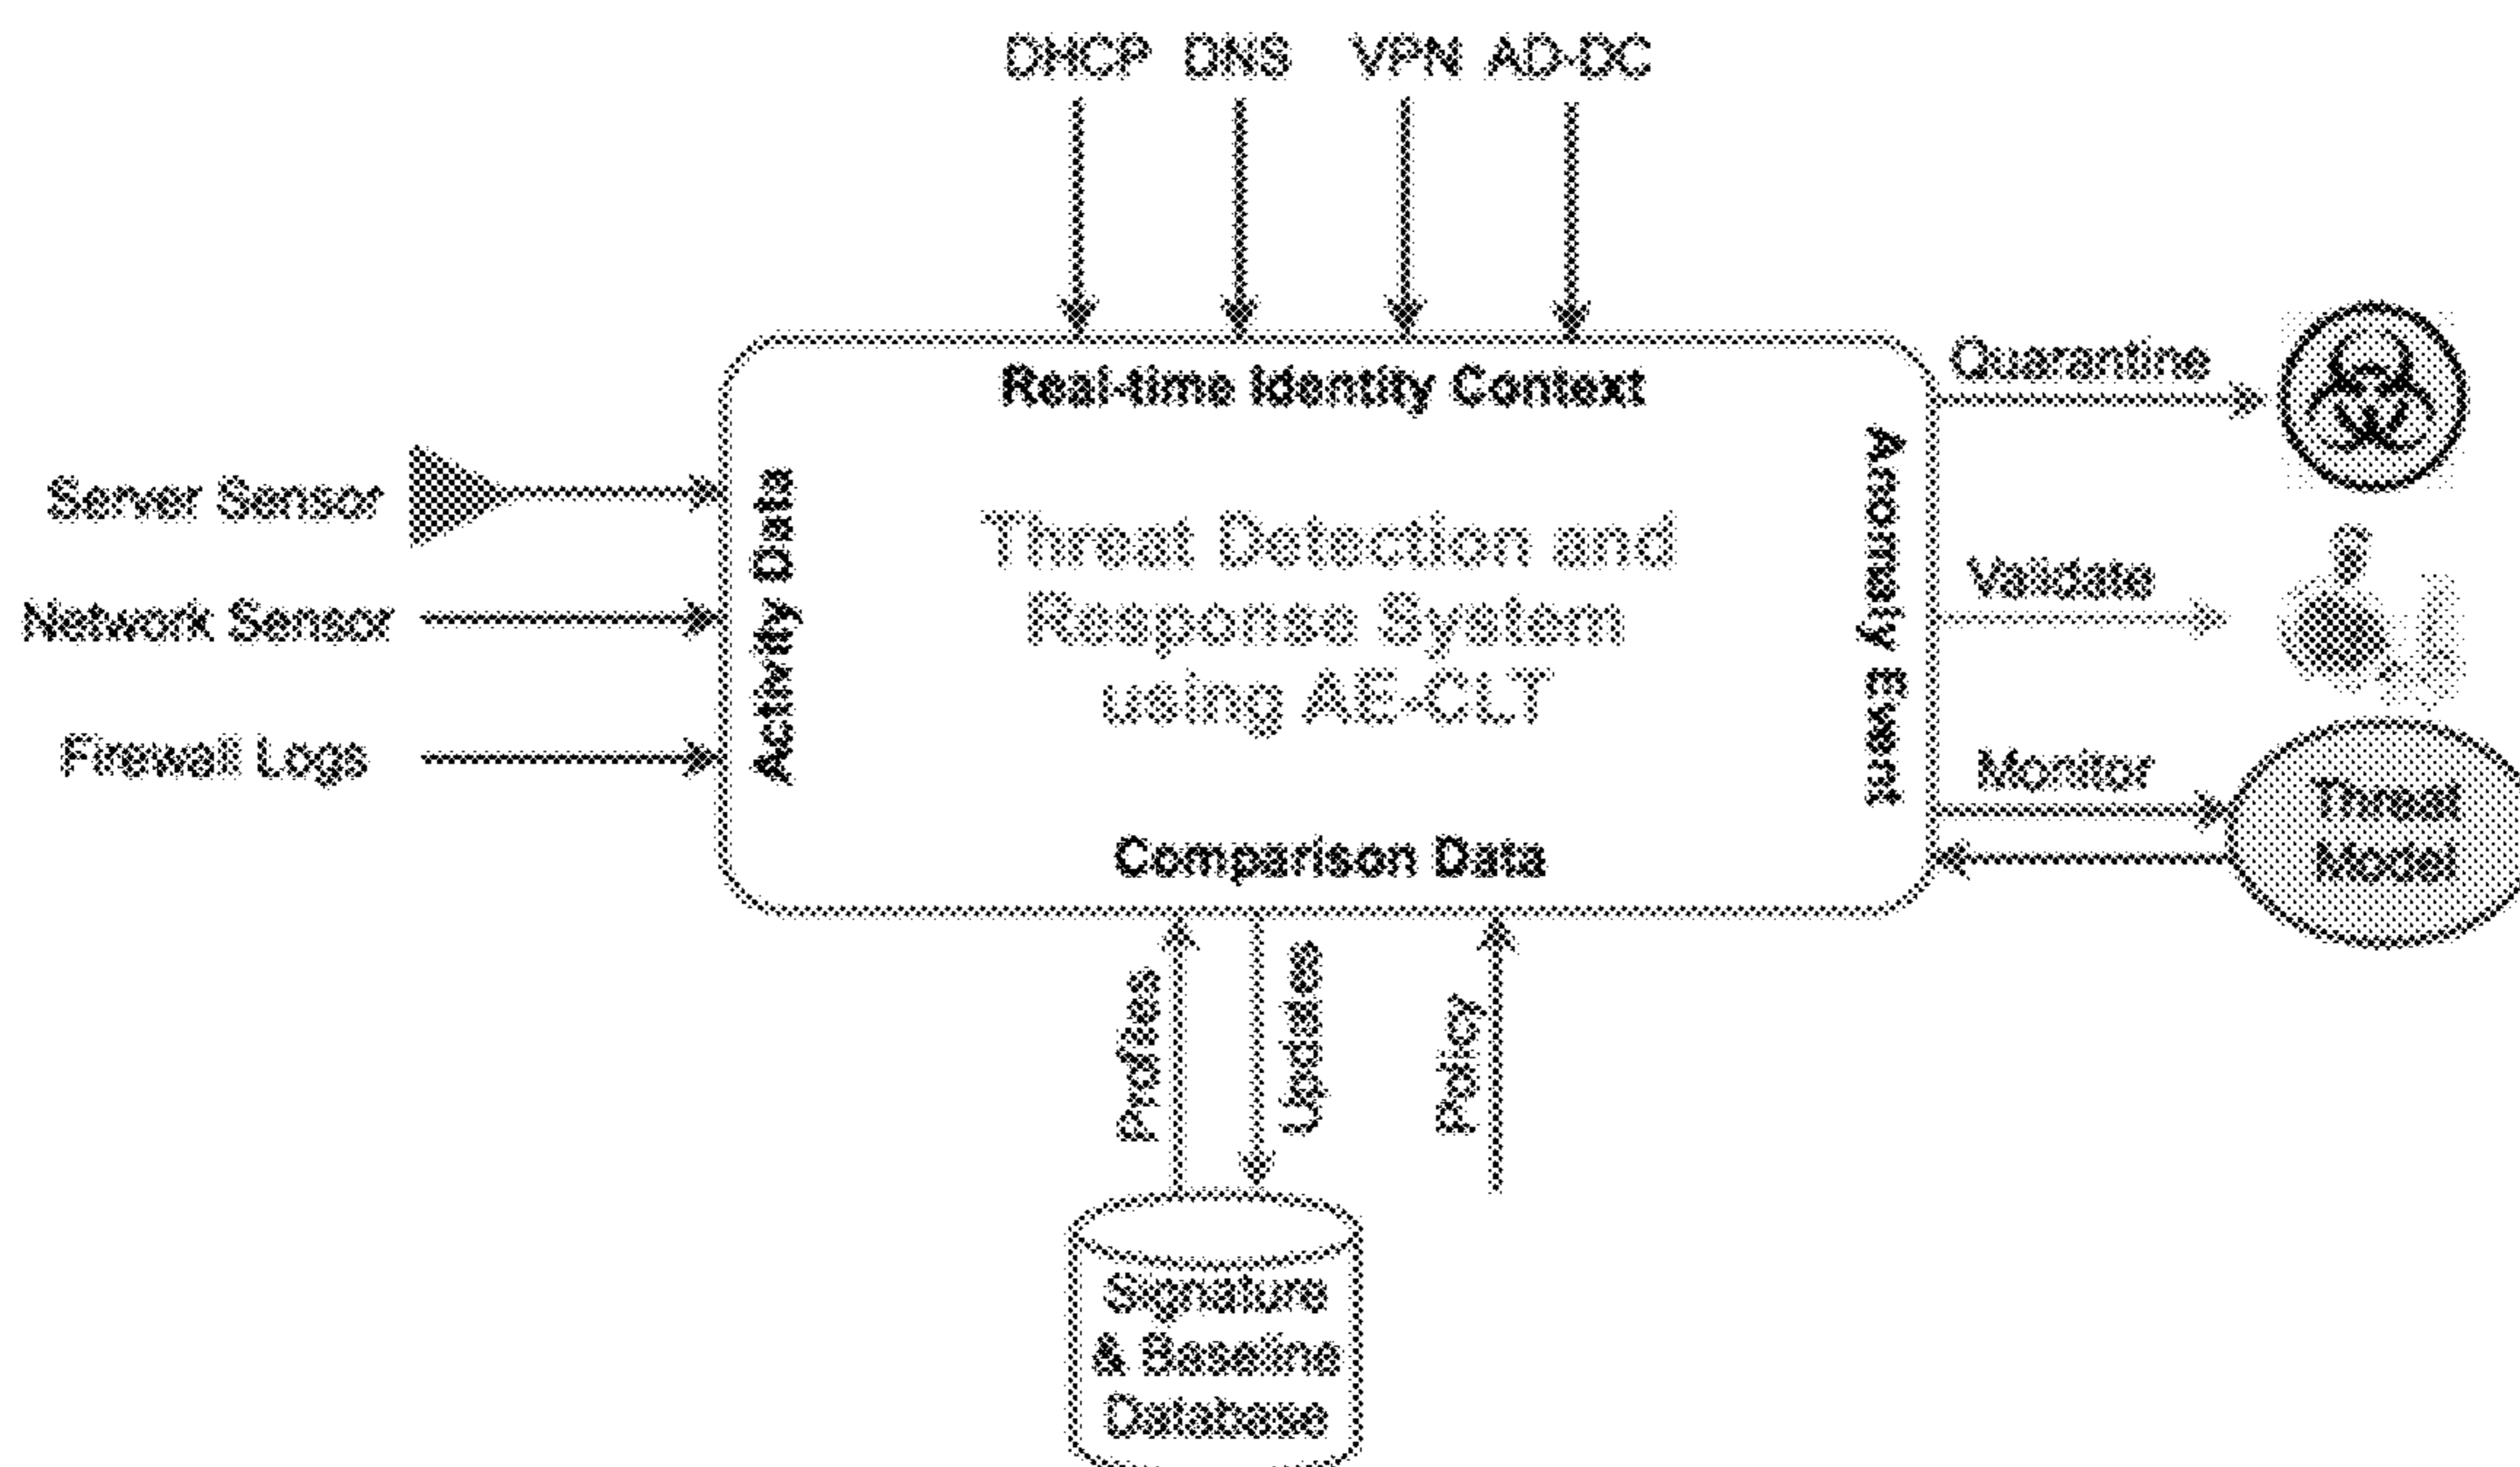 DHCP DNS VPN AD-DC
Real-time Identity Context
Quarantine
Server Sensor
Network Sensor
Firewall Logs
Activity Data
Threat Detection and
Response System
using AE-CLT
Anomaly Event
Validate
Monitor
Threat
Model
Comparison Data
Profiles
Updates
Policy
Signature
& Baseline
Database